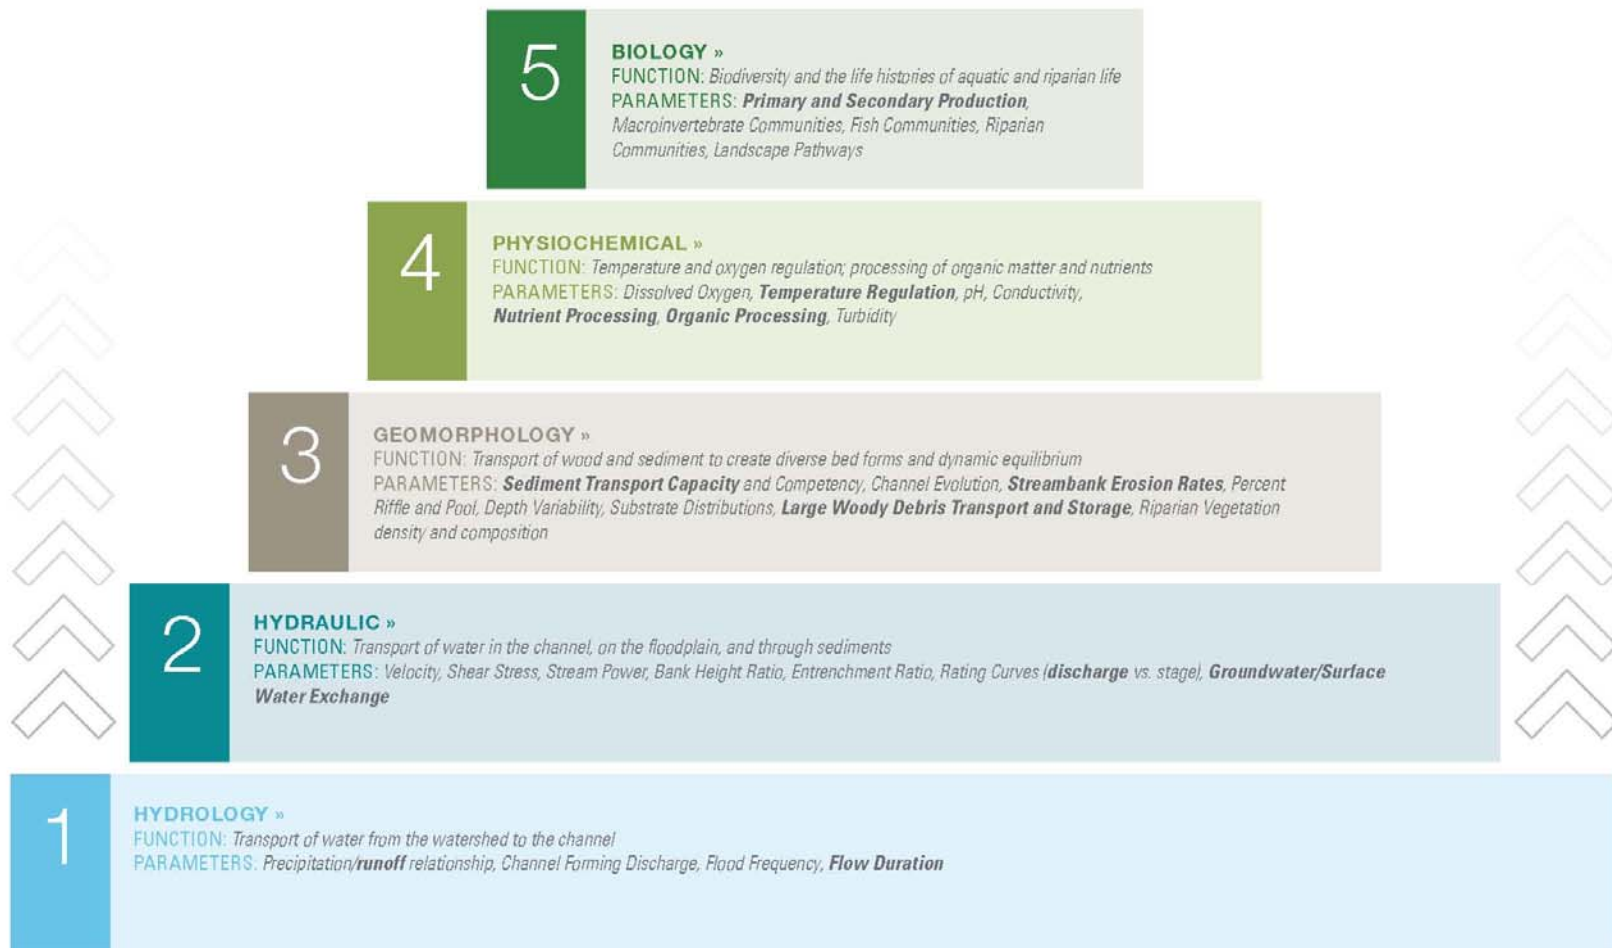 5
BIOLOGY »
FUNCTION: Biodiversity and the life histories of aquatic and riparian life
PARAMETERS: Primary and Secondary Production,
Macroinvertebrate Communities, Fish Communities, Riparian
Communities, Landscape Pathways
4
PHYSIOCHEMICAL »
FUNCTION: Temperature and oxygen regulation; processing of organic matter and nutrients
PARAMETERS: Dissolved Oxygen, Temperature Regulation, pH, Conductivity,
Nutrient Processing, Organic Processing, Turbidity
3
GEOMORPHOLOGY »
FUNCTION: Transport of wood and sediment to create diverse bed forms and dynamic equilibrium
PARAMETERS: Sediment Transport Capacity and Competency, Channel Evolution, Streambank Erosion Rates, Percent
Riffle and Pool, Depth Variability, Substrate Distributions, Large Woody Debris Transport and Storage, Riparian Vegetation
density and composition
2
HYDRAULIC »
FUNCTION: Transport of water in the channel, on the floodplain, and through sediments
PARAMETERS: Velocity, Shear Stress, Stream Power, Bank Height Ratio, Entrenchment Ratio, Rating Curves (discharge vs. stage), Groundwater/Surface
Water Exchange
1
HYDROLOGY »
FUNCTION: Transport of water from the watershed to the channel
PARAMETERS: Precipitation/runoff relationship, Channel Forming Discharge, Flood Frequency, Flow Duration